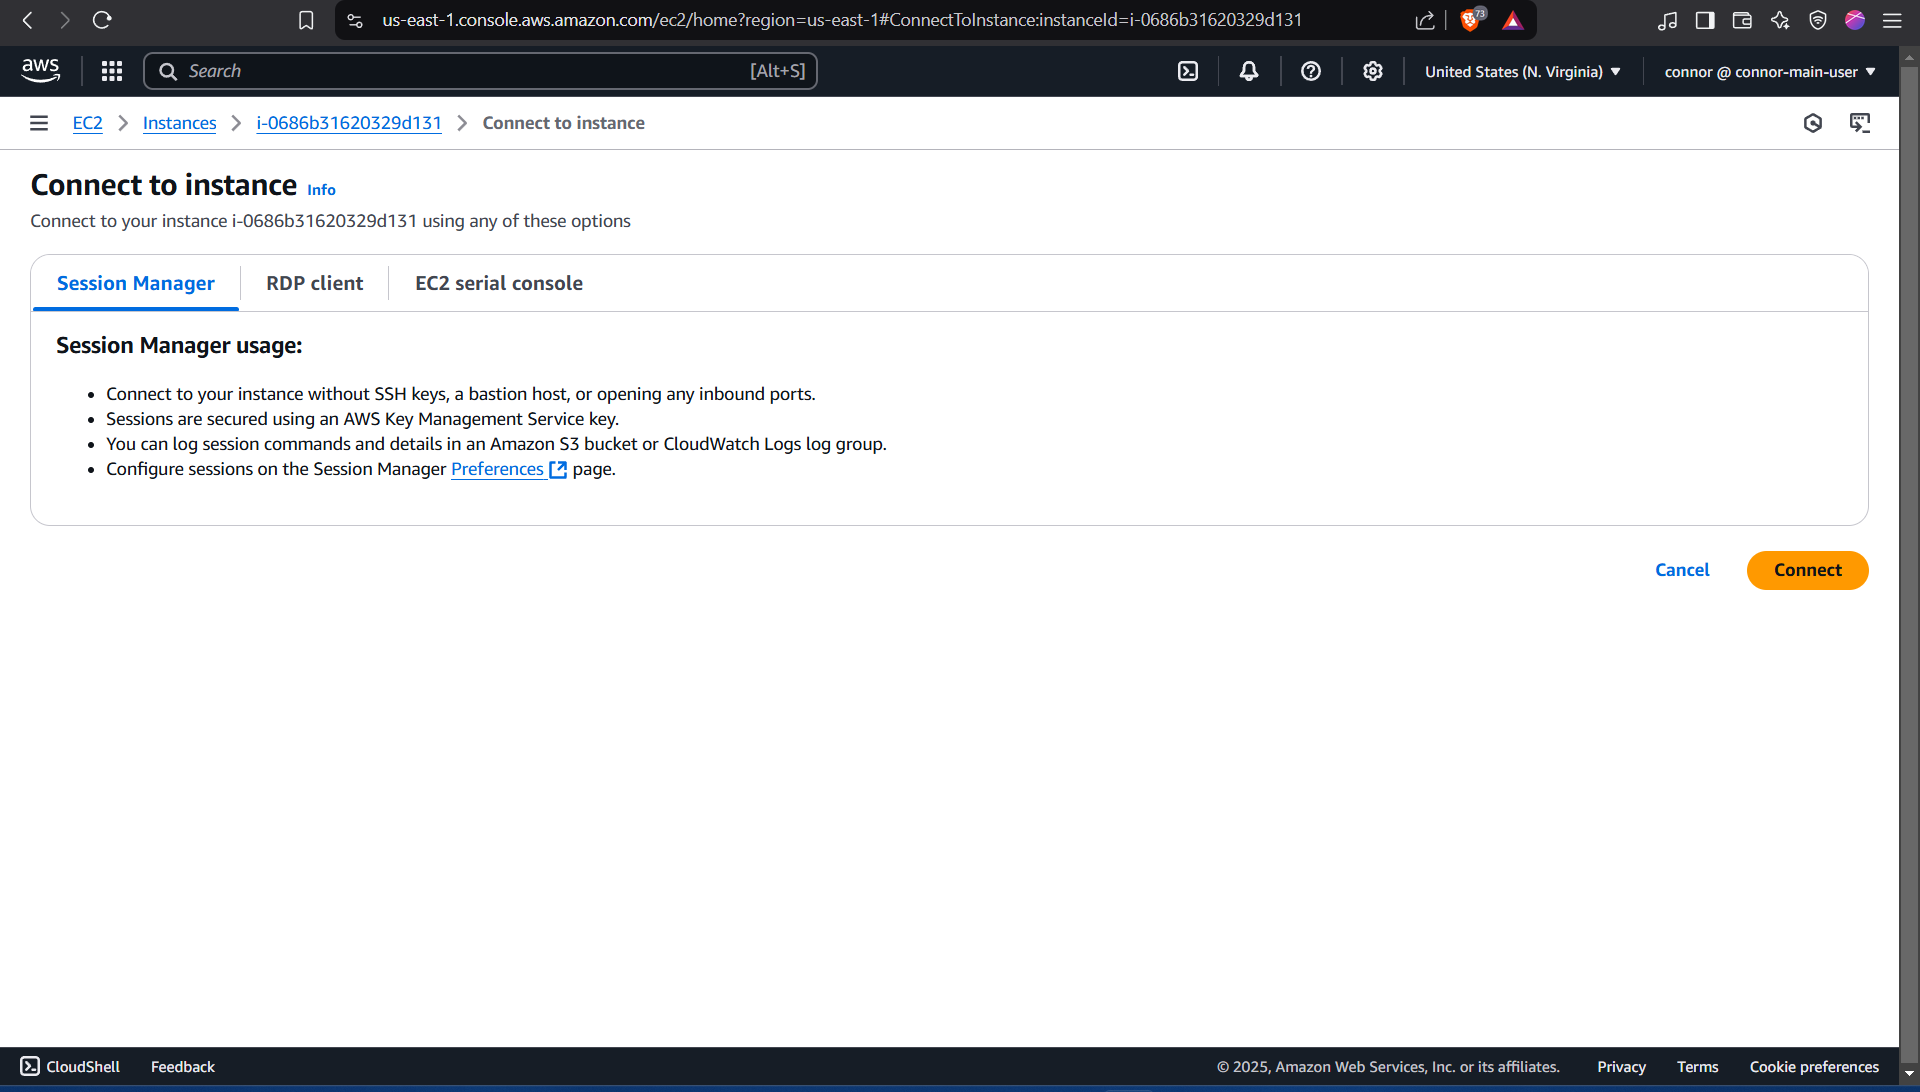 us-east-1.console.aws.amazon.com/ec2/home?region=us-east-1#ConnectToInstance:instanceId=i-0686b31620329d131
73
aws
Search [Alt+S]
United States (N. Virginia)
connor @ connor-main-user
EC2 Instances i-0686b31620329d131 Connect to instance
Connect to instance Info
Connect to your instance i-0686b31620329d131 using any of these options
Session Manager RDP client EC2 serial console
Session Manager usage:
• Connect to your instance without SSH keys, a bastion host, or opening any inbound ports.
• Sessions are secured using an AWS Key Management Service key.
• You can log session commands and details in an Amazon S3 bucket or CloudWatch Logs log group.
• Configure sessions on the Session Manager Preferences page.
Cancel Connect
CloudShell Feedback © 2025, Amazon Web Services, Inc. or its affiliates. Privacy Terms Cookie preferences